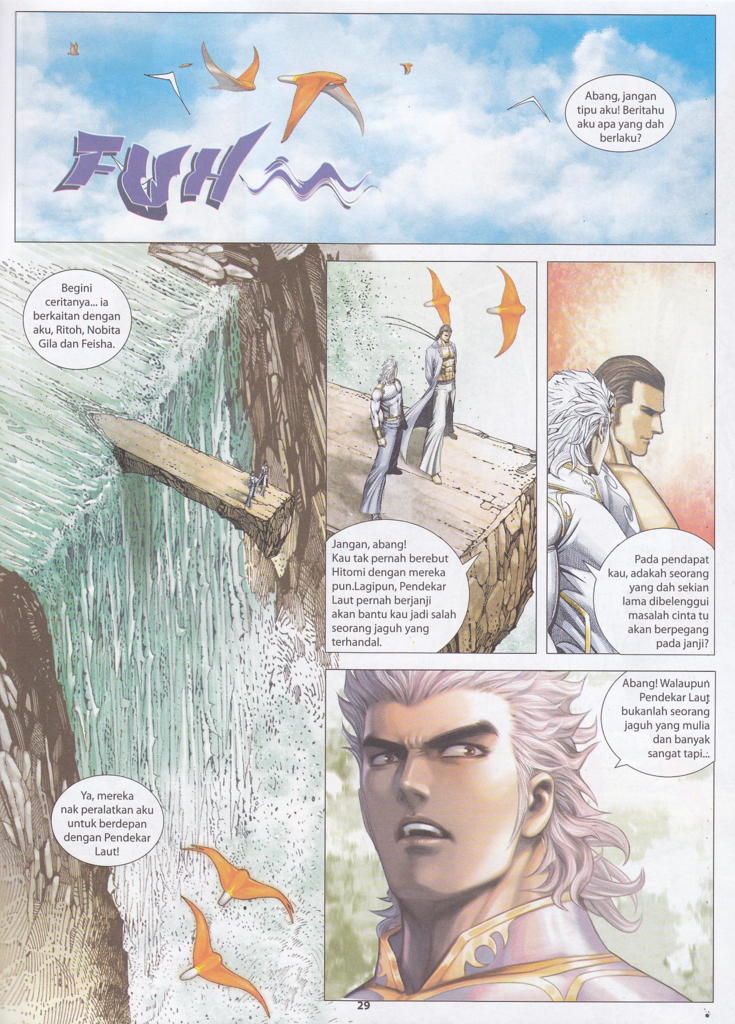 FUH
Abang, jangan
tipu aku! Beritahu
aku apa yang dah
berlaku?
Begini
ceritanya... ia
berkaitan dengan
aku, Ritoh, Nobita
Gila dan Feisha.
Ya, mereka
nak peralatkan aku
untuk berdepan
dengan Pendekar
Laut!
Jangan, abang!
Kau tak pernah berebut
Hitomi dengan mereka
pun.Lagipun, Pendekar
Laut pernah berjanji
akan bantu kau jadi salah
seorang jaguh yang
terhandal.
Pada pendapat
kau, adakah seorang
yang dah sekian
lama dibelenggui
masalah cinta tu
akan berpegang
pada janji?
Abang! Walaupun
Pendekar Laut
bukanlah seorang
jaguh yang mulia
dan banyak
sangat tapi...
29